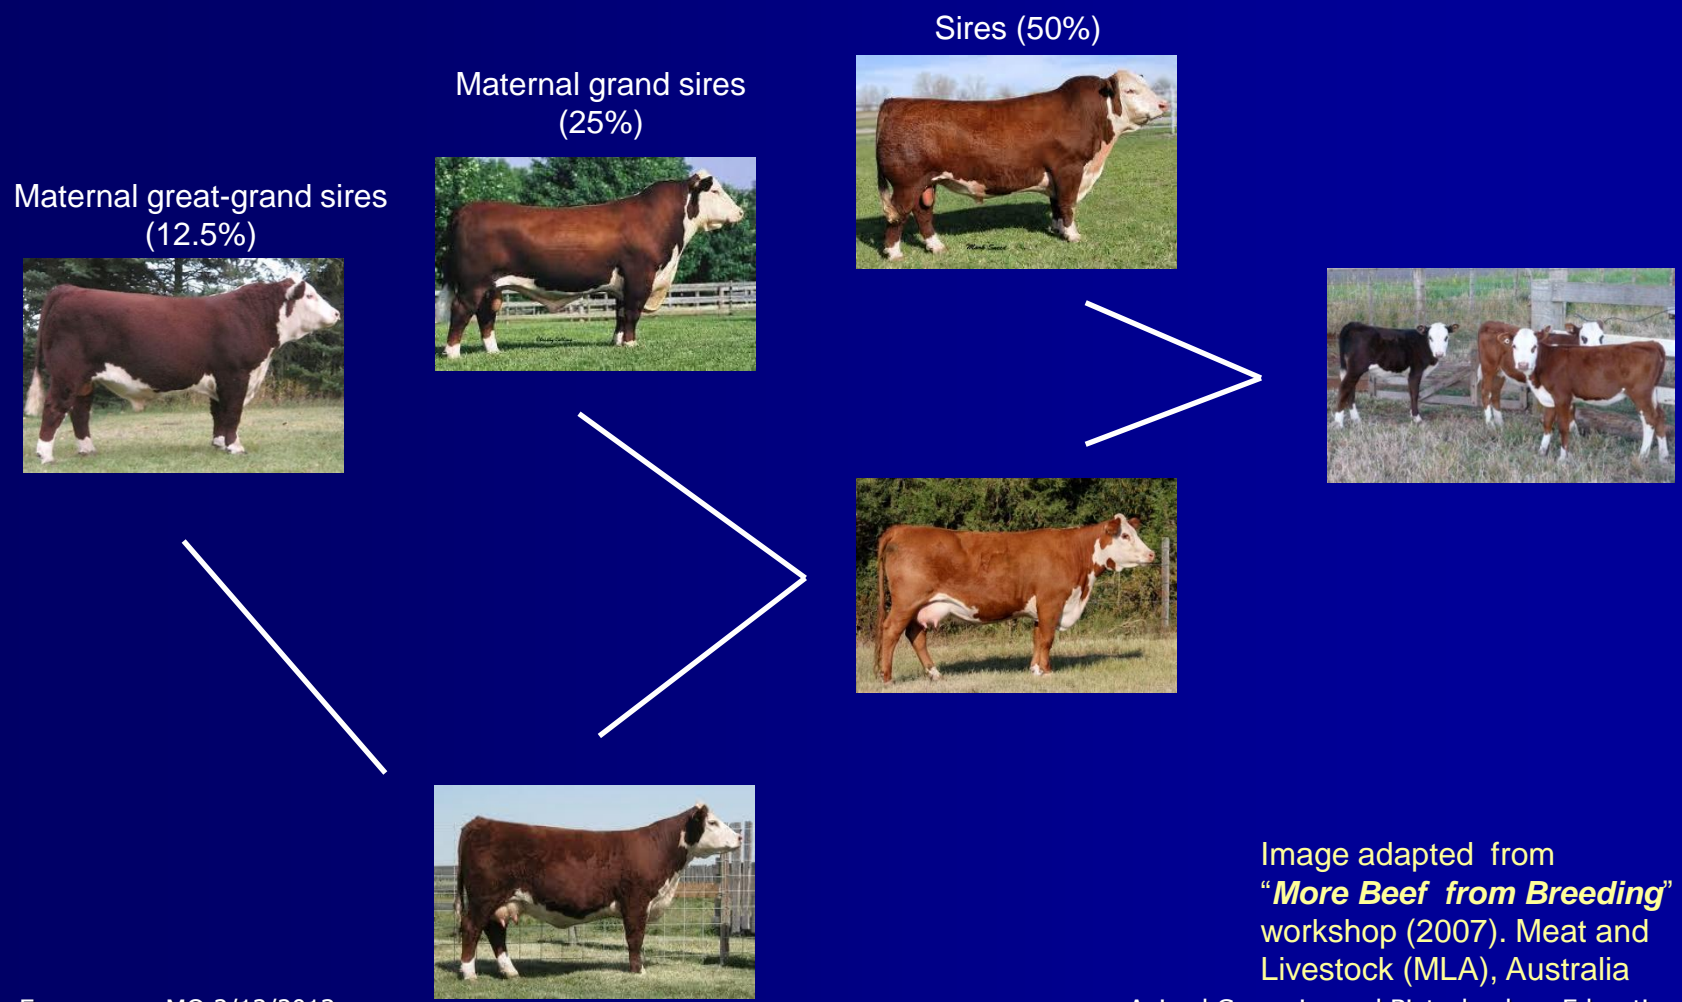 Sires (50%)
Maternal grand sires
(25%)
Maternal great-grand sires
(12.5%)
Image adapted from
“More Beef from Breeding”
workshop (2007). Meat and
Livestock (MLA), Australia